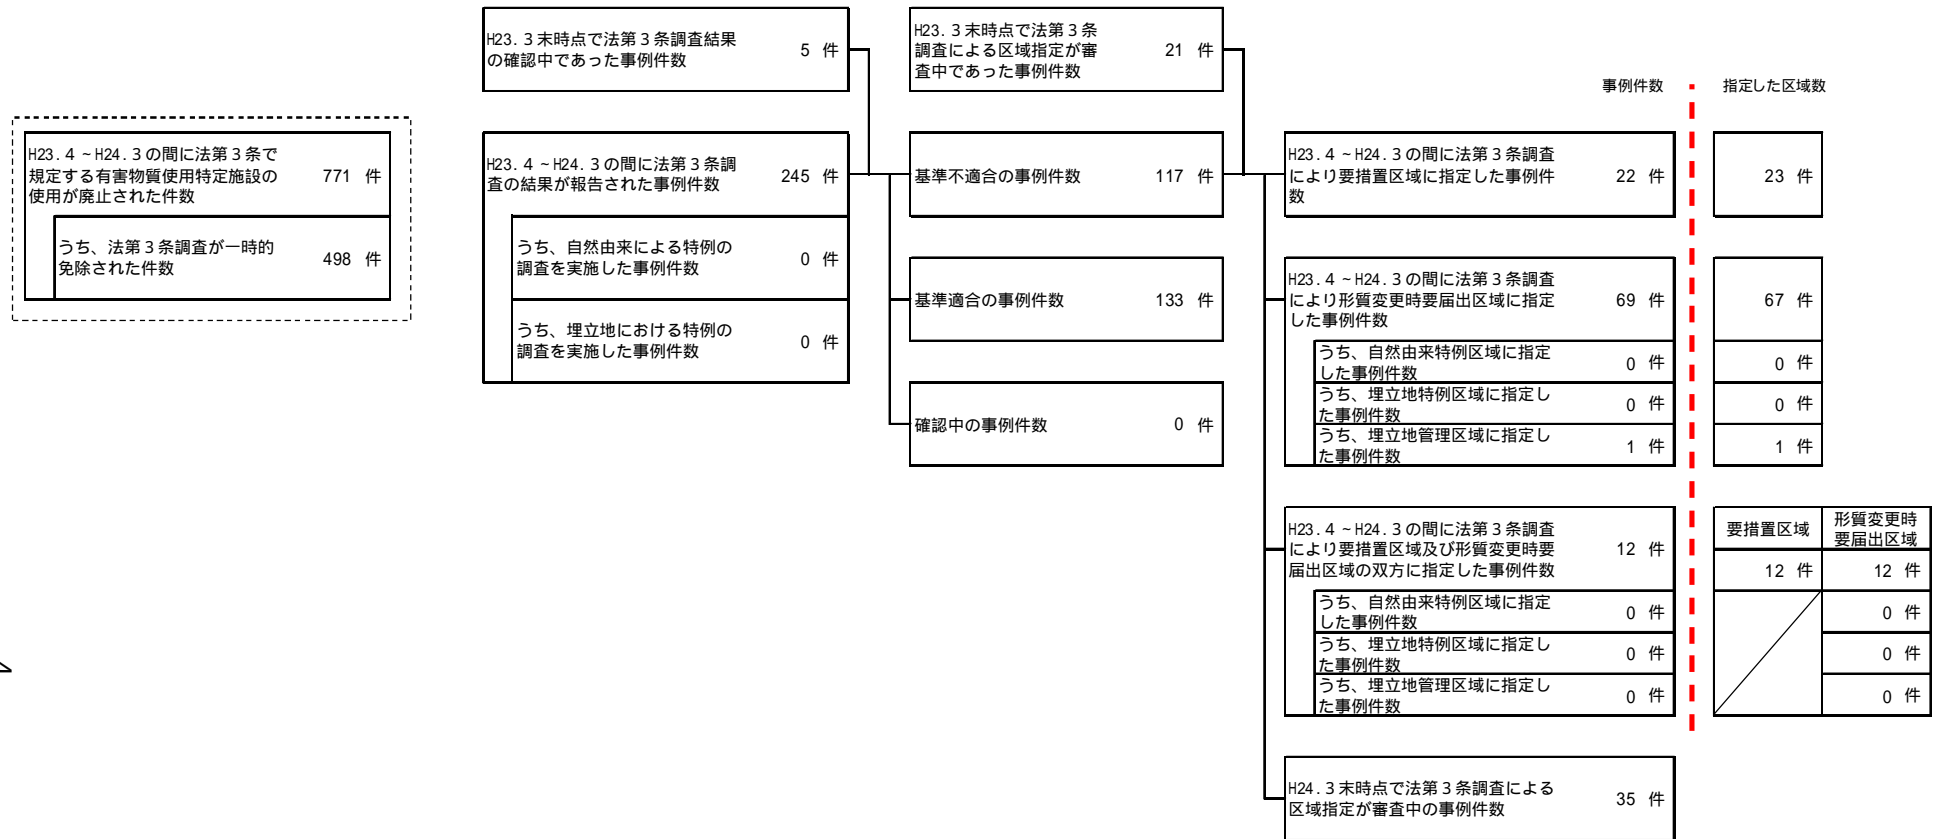 H23.3末時点で法第3条調査結果
の確認中であった事例件数
5 件
H23.3末時点で法第3条
調査による区域指定が審
査中であった事例件数
21 件
事例件数
指定した区域数
H23.4～H24.3の間に法第3条で
規定する有害物質使用特定施設の
使用が廃止された件数
771 件
うち、法第3条調査が一時的
免除された件数
498 件
H23.4～H24.3の間に法第3条調
査の結果が報告された事例件数
245 件
うち、自然由来による特例の
調査を実施した事例件数
0 件
うち、埋立地における特例の
調査を実施した事例件数
0 件
基準不適合の事例件数
117 件
基準適合の事例件数
133 件
確認中の事例件数
0 件
H23.4～H24.3の間に法第3条調査
により要措置区域に指定した事例件
数
22 件
23 件
H23.4～H24.3の間に法第3条調査
により形質変更時要届出区域に指定
した事例件数
69 件
67 件
うち、自然由来特例区域に指定
した事例件数
0 件
0 件
うち、埋立地特例区域に指定し
た事例件数
0 件
0 件
うち、埋立地管理区域に指定し
た事例件数
1 件
1 件
H23.4～H24.3の間に法第3条調査
により要措置区域及び形質変更時要
届出区域の双方に指定した事例件数
12 件
要措置区域
形質変更時
要届出区域
12 件
12 件
うち、自然由来特例区域に指定
した事例件数
0 件
0 件
うち、埋立地特例区域に指定し
た事例件数
0 件
0 件
うち、埋立地管理区域に指定し
た事例件数
0 件
0 件
H24.3末時点で法第3条調査による
区域指定が審査中の事例件数
35 件